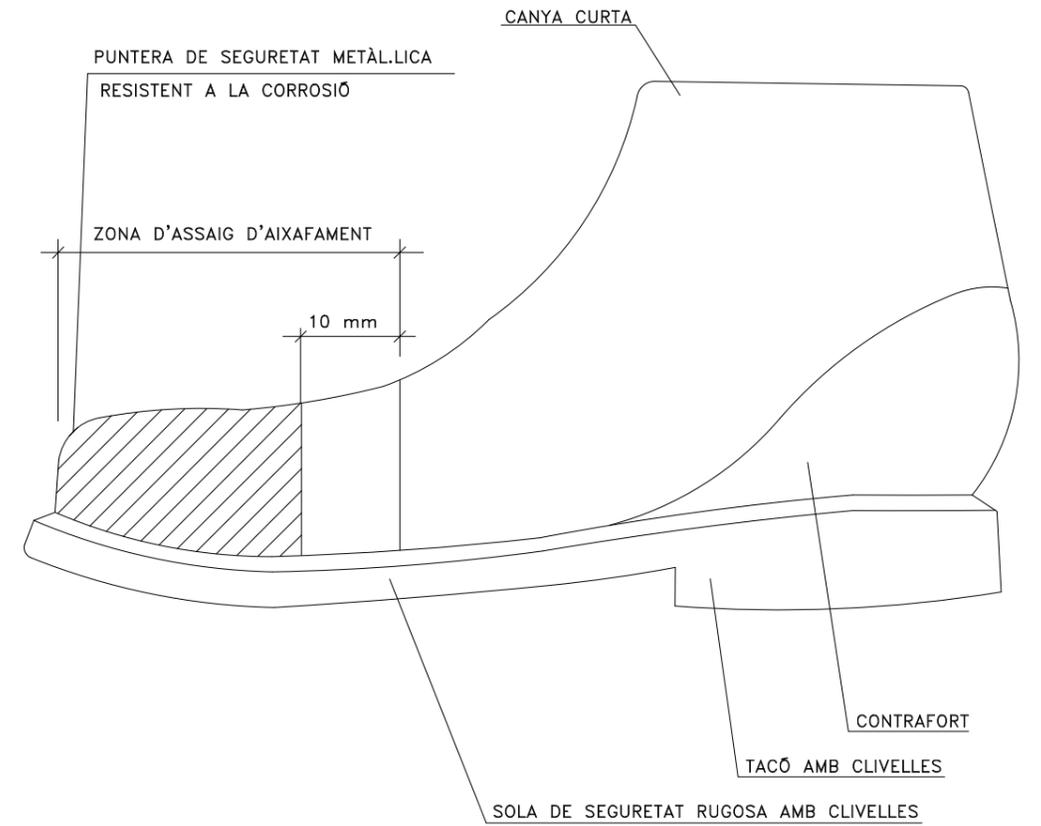 CANYA CURTA
PUNTERA DE SEGURETAT METÀL.LICA
RESISTENT A LA CORROSIÓ
ZONA D'ASSAIG D'AIXAFAMENT
10 mm
CONTRAFORT
TACÓ AMB CLIVELLES
SOLA DE SEGURETAT RUGOSA AMB CLIVELLES